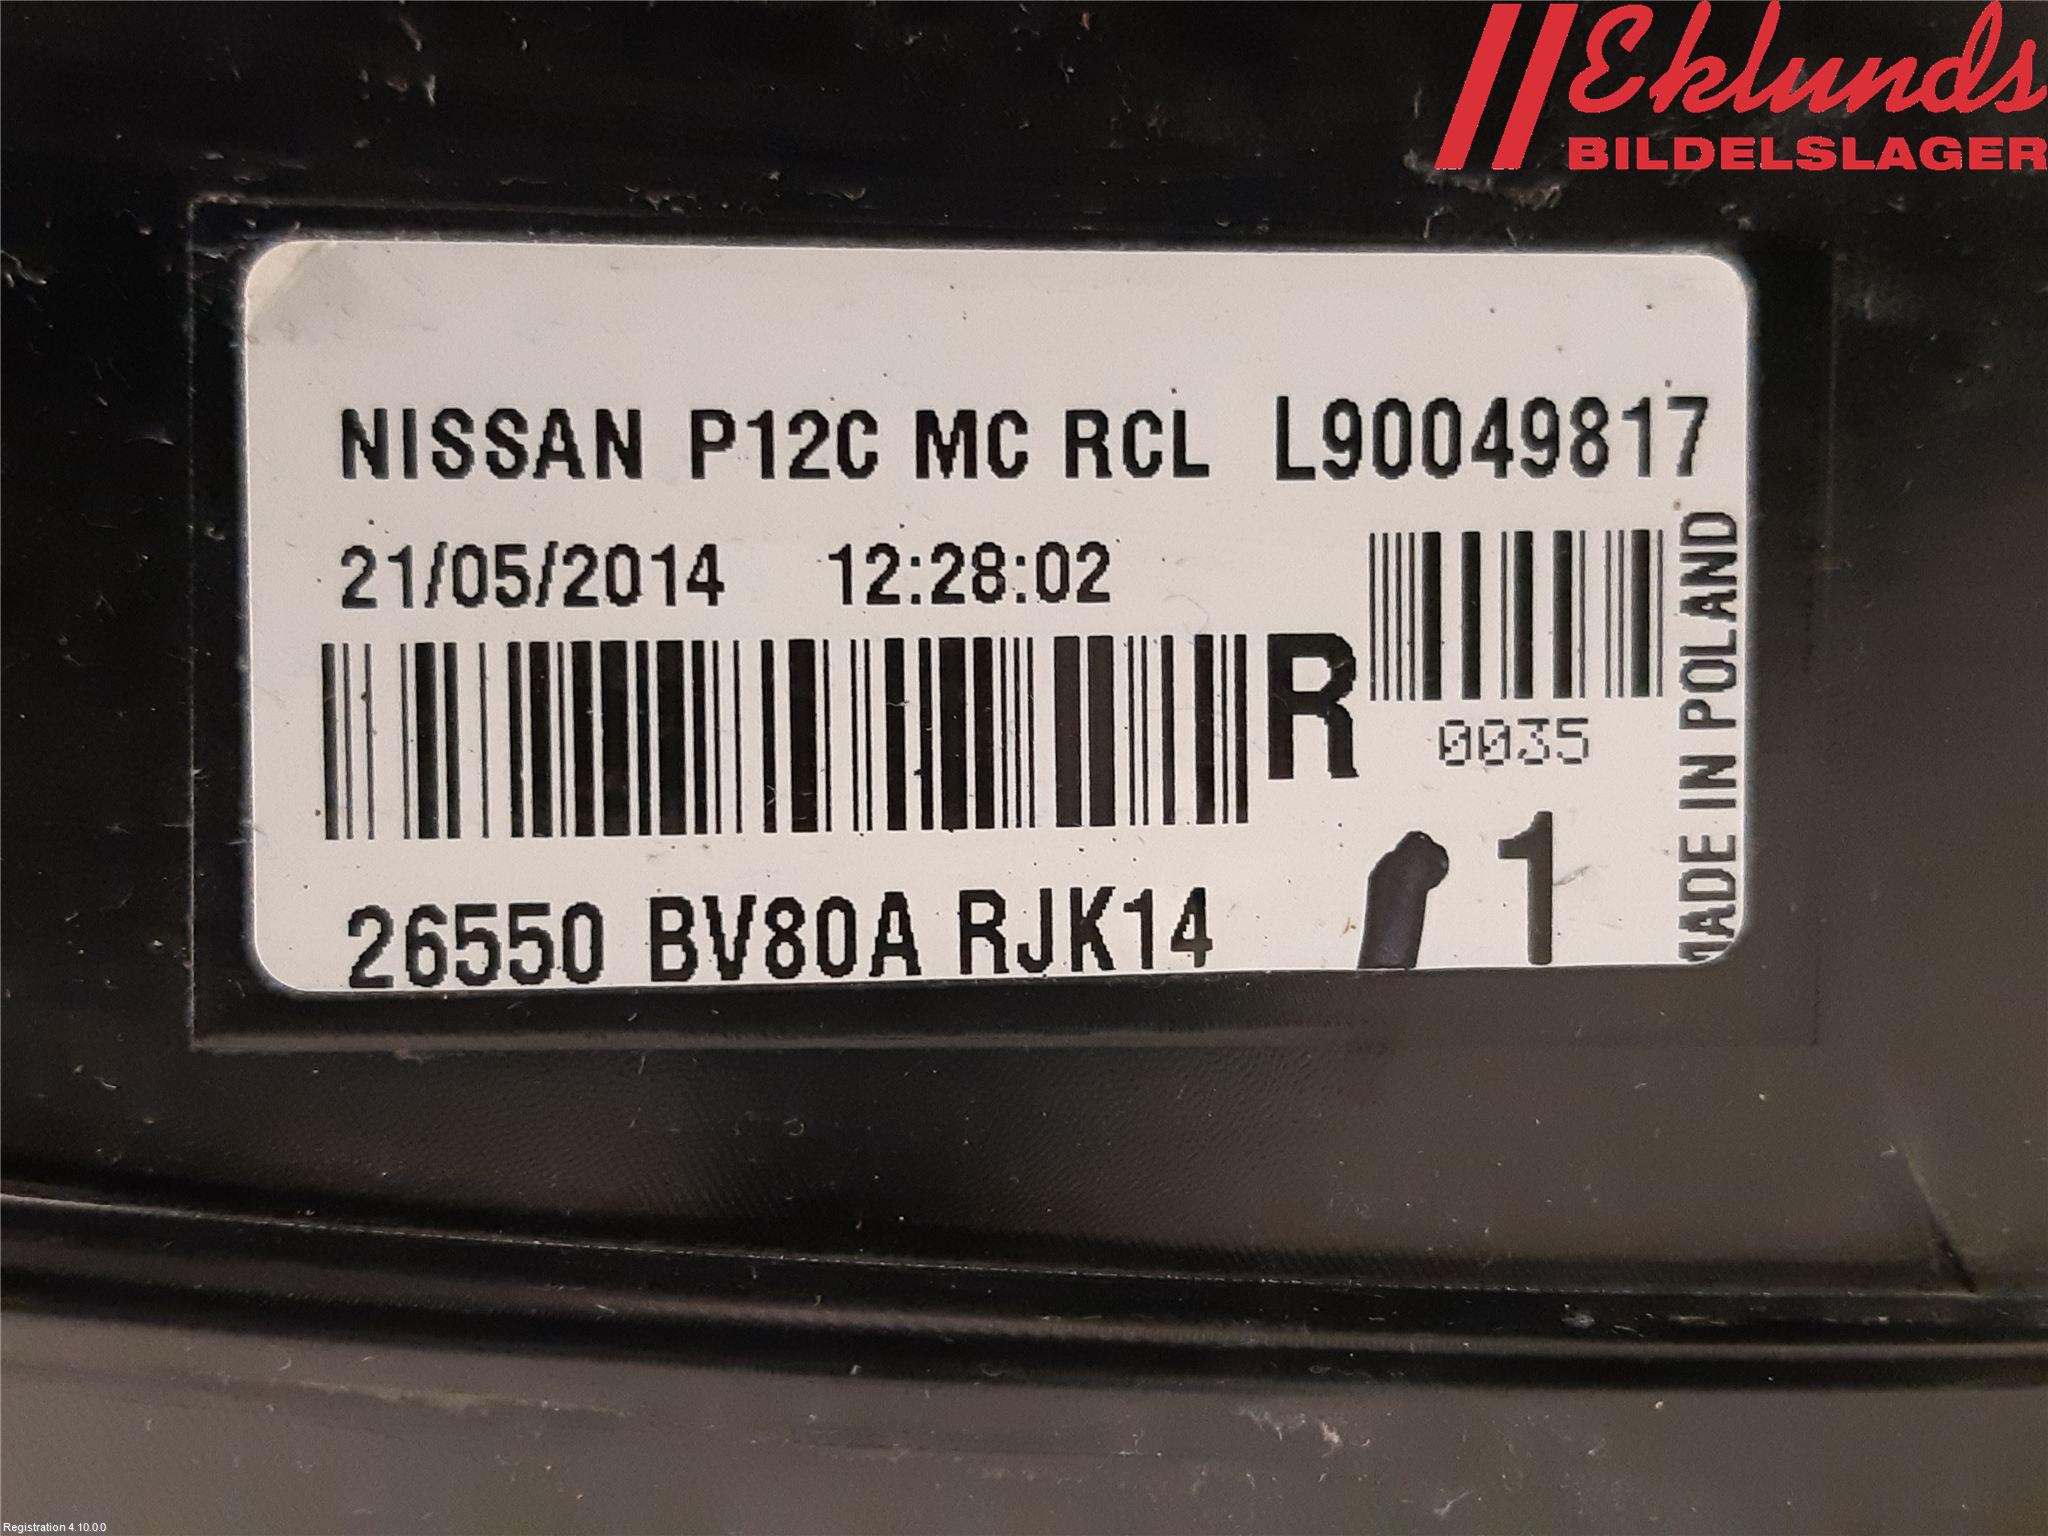 Eklunds
BILDELSLAGER
NISSAN P12C MC RCL L90049817
21/05/2014 12:28:02
R
0035
1
MADE IN POLAND
26550 BV80A RJK14
Registration 4.10.0.0